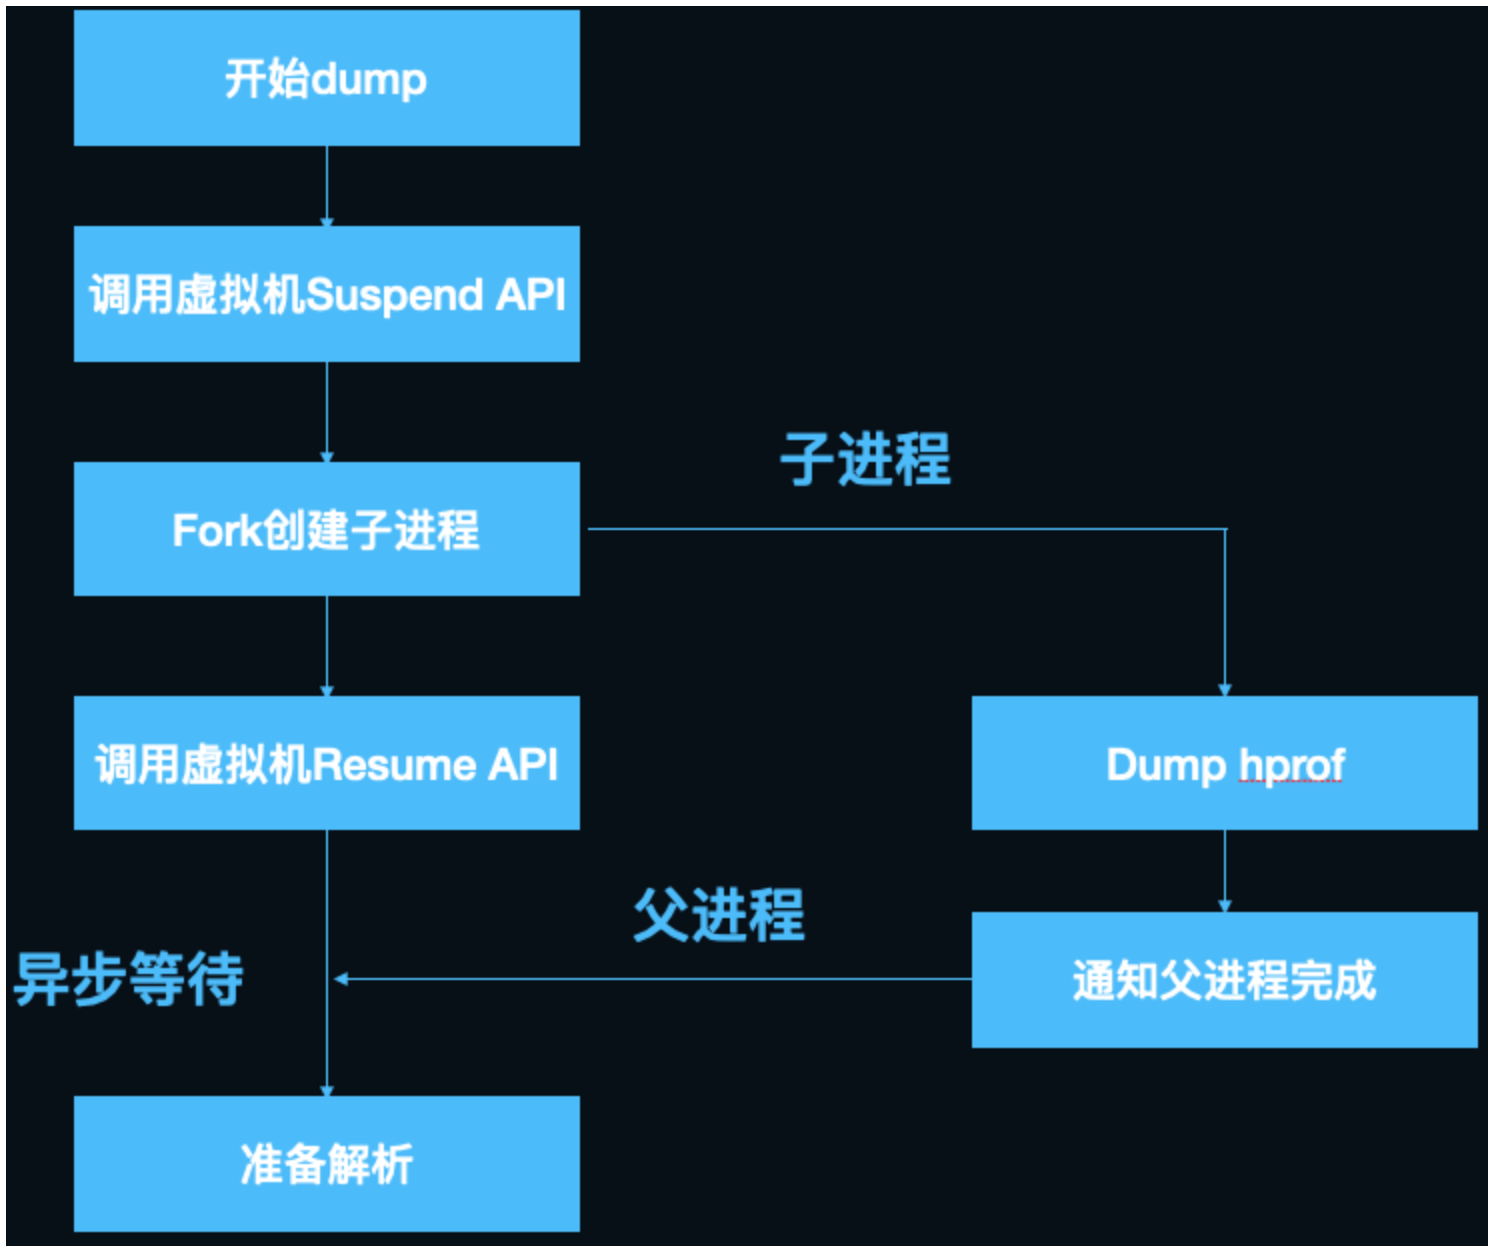 开始dump
调用虚拟机Suspend API
子进程
Fork创建子进程
调用虚拟机Resume API
Dump hprof
父进程
异步等待
通知父进程完成
准备解析